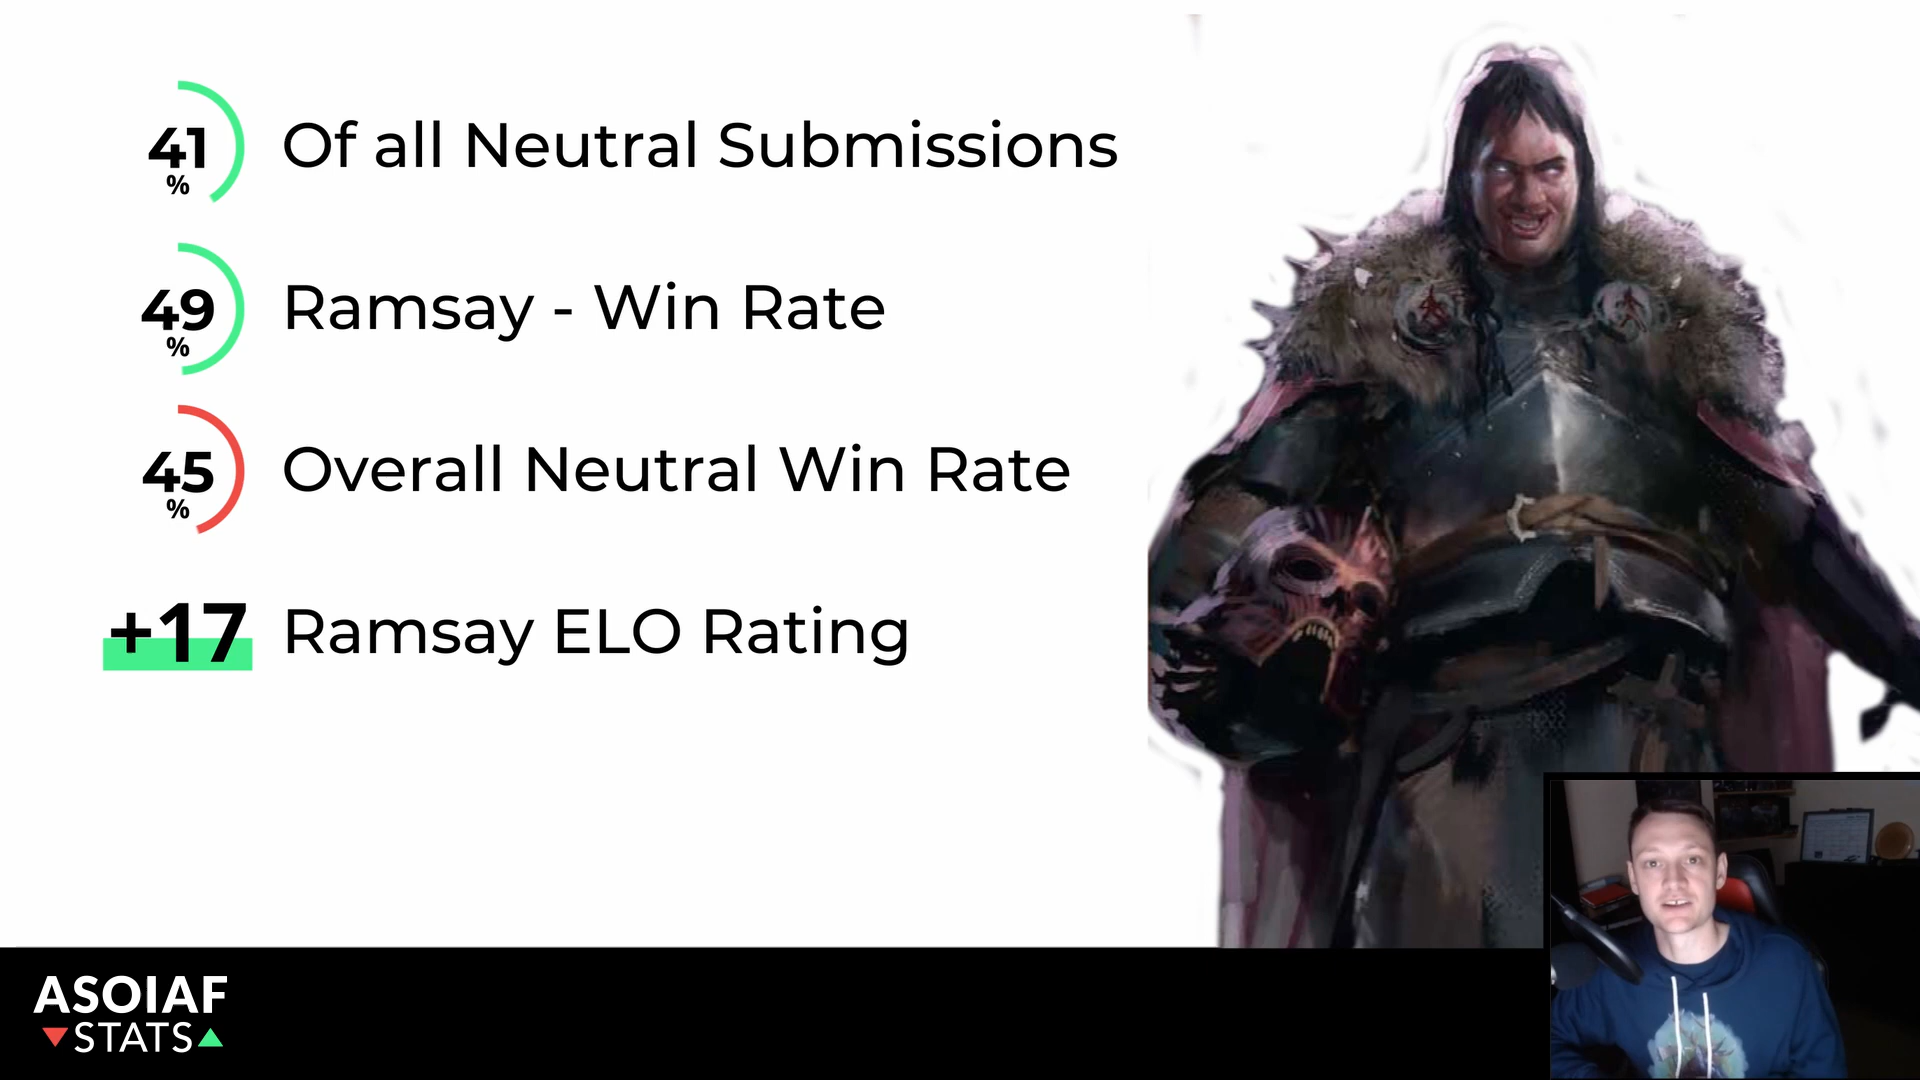 41
%
Of all Neutral Submissions
49
%
Ramsay - Win Rate
45
%
Overall Neutral Win Rate
+17 Ramsay ELO Rating
ASOIAF
STATS